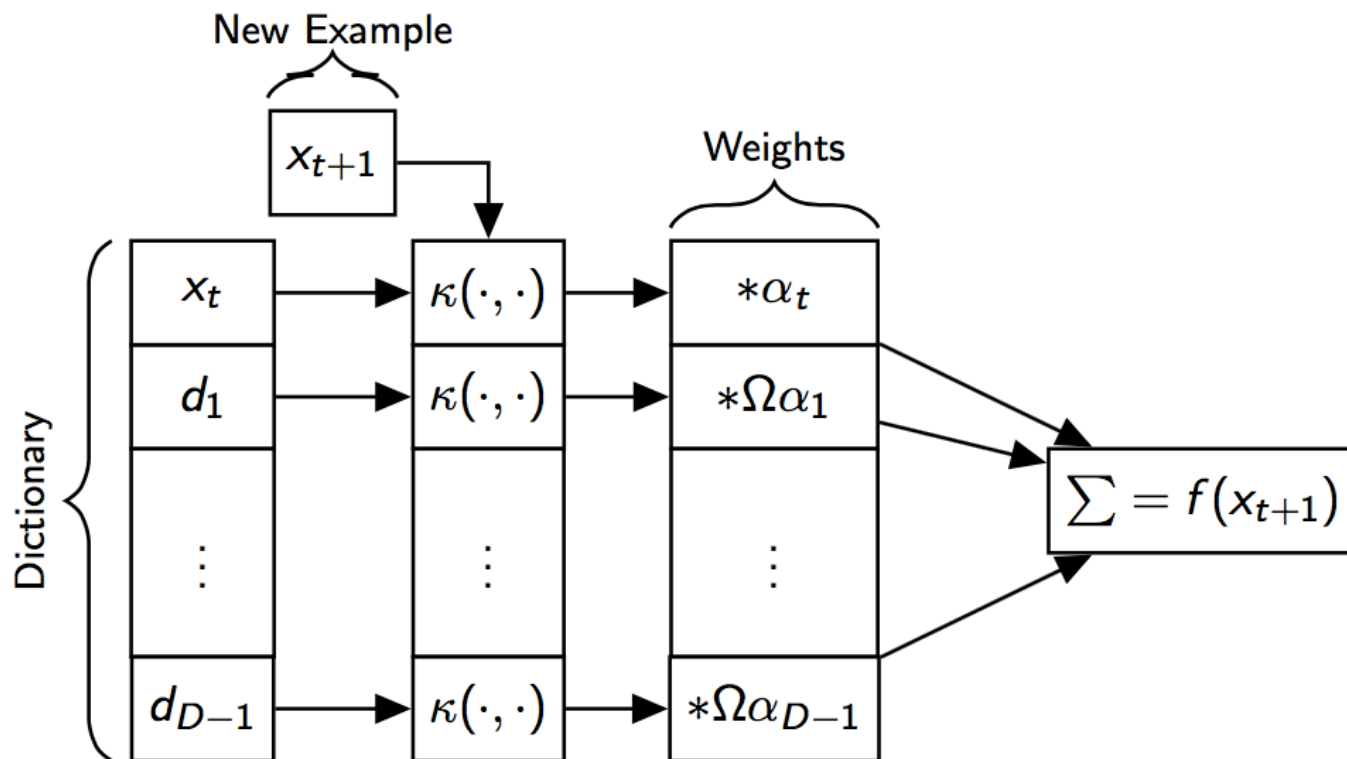 New Example
x_{t+1}
Weights
Dictionary
x_t κ(·, ·) *α_t
d_1 κ(·, ·) *Ωα_1
⋮ ⋮ ⋮
∑ = f(x_{t+1})
d_{D−1} κ(·, ·) *Ωα_{D−1}